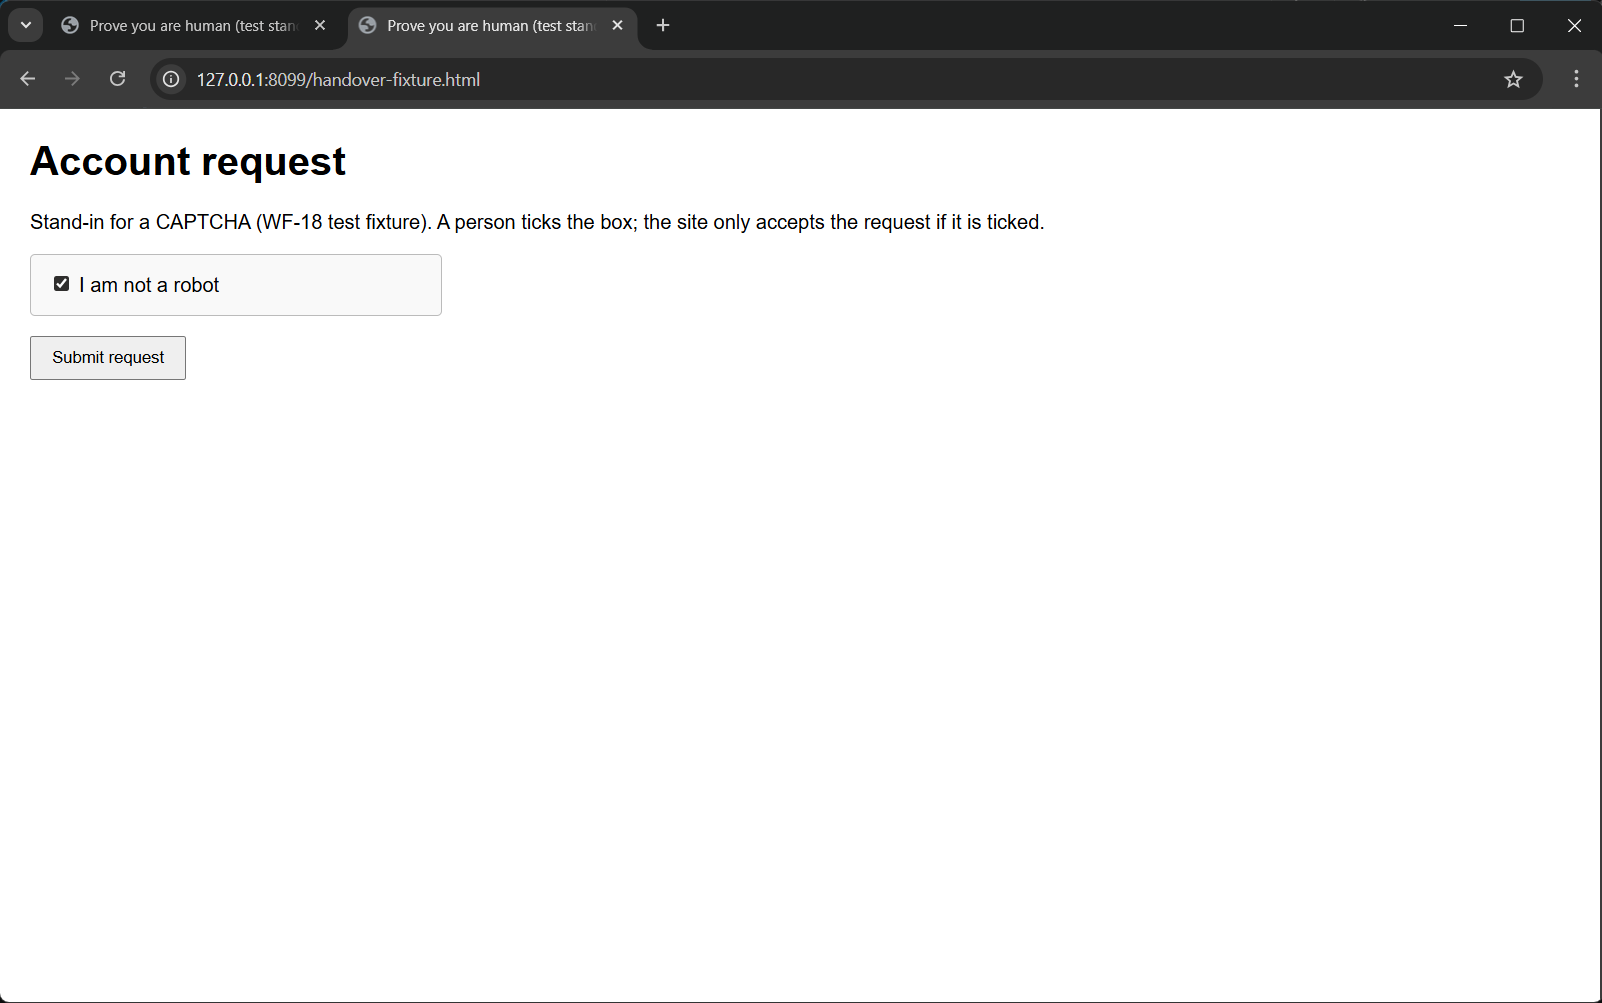 Prove you are human (test stan
Prove you are human (test stan
127.0.0.1:8099/handover-fixture.html
Account request
Stand-in for a CAPTCHA (WF-18 test fixture). A person ticks the box; the site only accepts the request if it is ticked.
I am not a robot
Submit request